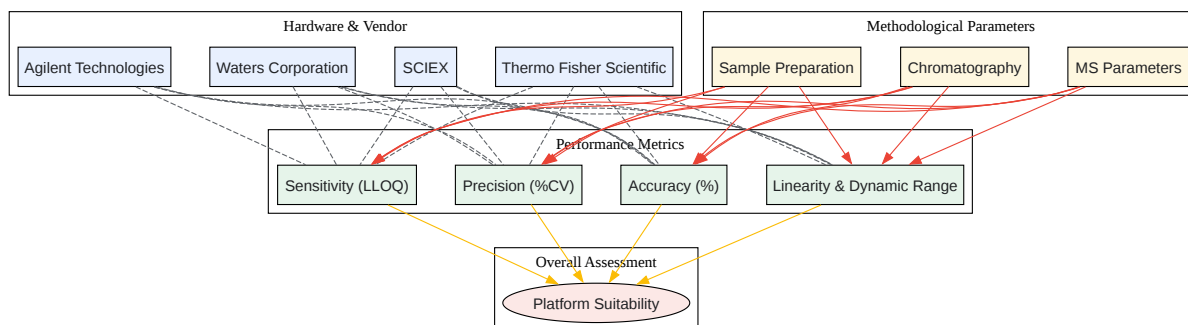 Hardware & Vendor
Methodological Parameters
Agilent Technologies
Waters Corporation
SCIEX
Thermo Fisher Scientific
Sample Preparation
Chromatography
MS Parameters
Performance Metrics
Sensitivity (LLOQ)
Precision (%CV)
Accuracy (%)
Linearity & Dynamic Range
Overall Assessment
Platform Suitability